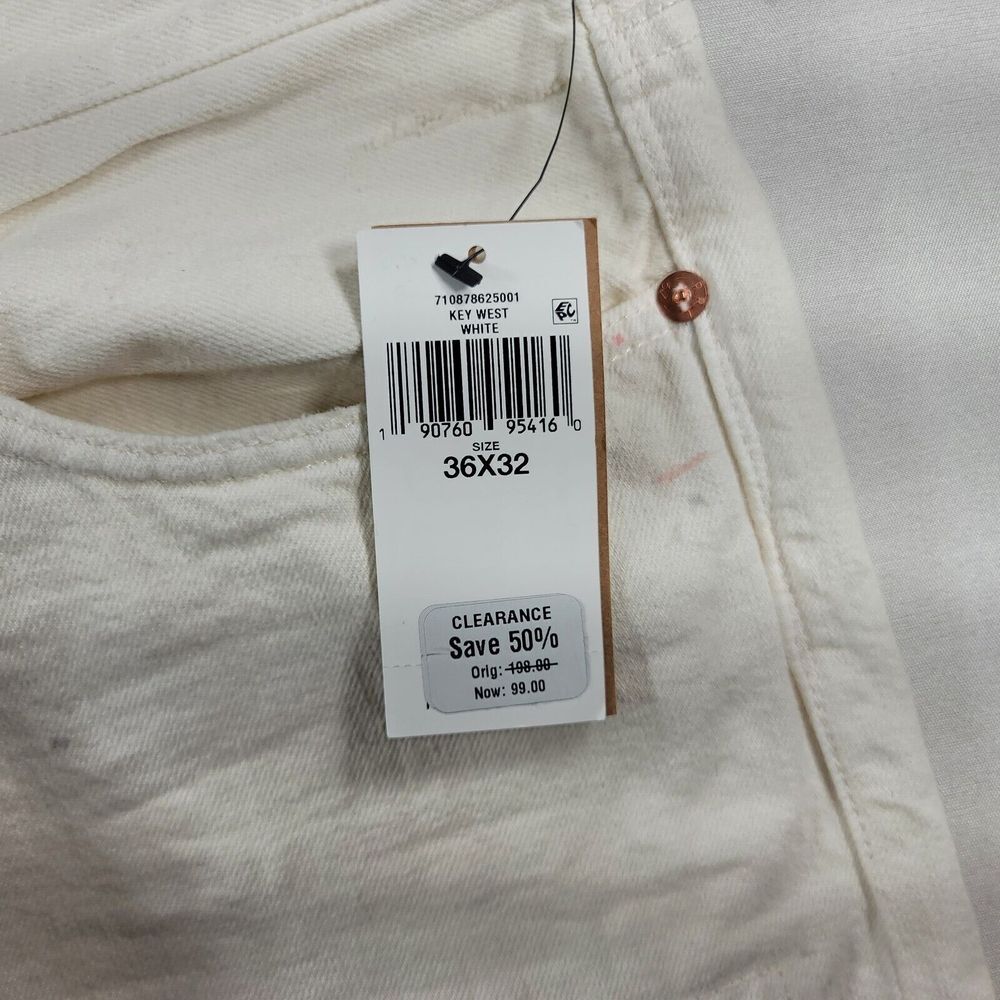 710878625001
KEY WEST
WHITE
EPC
1 90760 95416 0
SIZE
36X32
CLEARANCE
Save 50%
Orig: 198.00
Now: 99.00